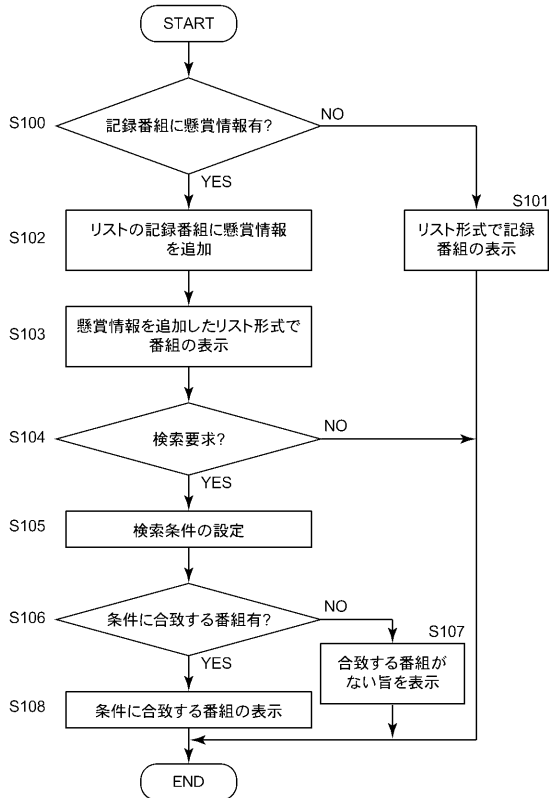 START
S100
記録番組に懸賞情報有?
NO
YES
S101
S102
リストの記録番組に懸賞情報
を追加
リスト形式で記録
番組の表示
S103
懸賞情報を追加したリスト形式で
番組の表示
S104
検索要求?
NO
YES
S105
検索条件の設定
S106
条件に合致する番組有?
NO
YES
S107
合致する番組が
ない旨を表示
S108
条件に合致する番組の表示
END